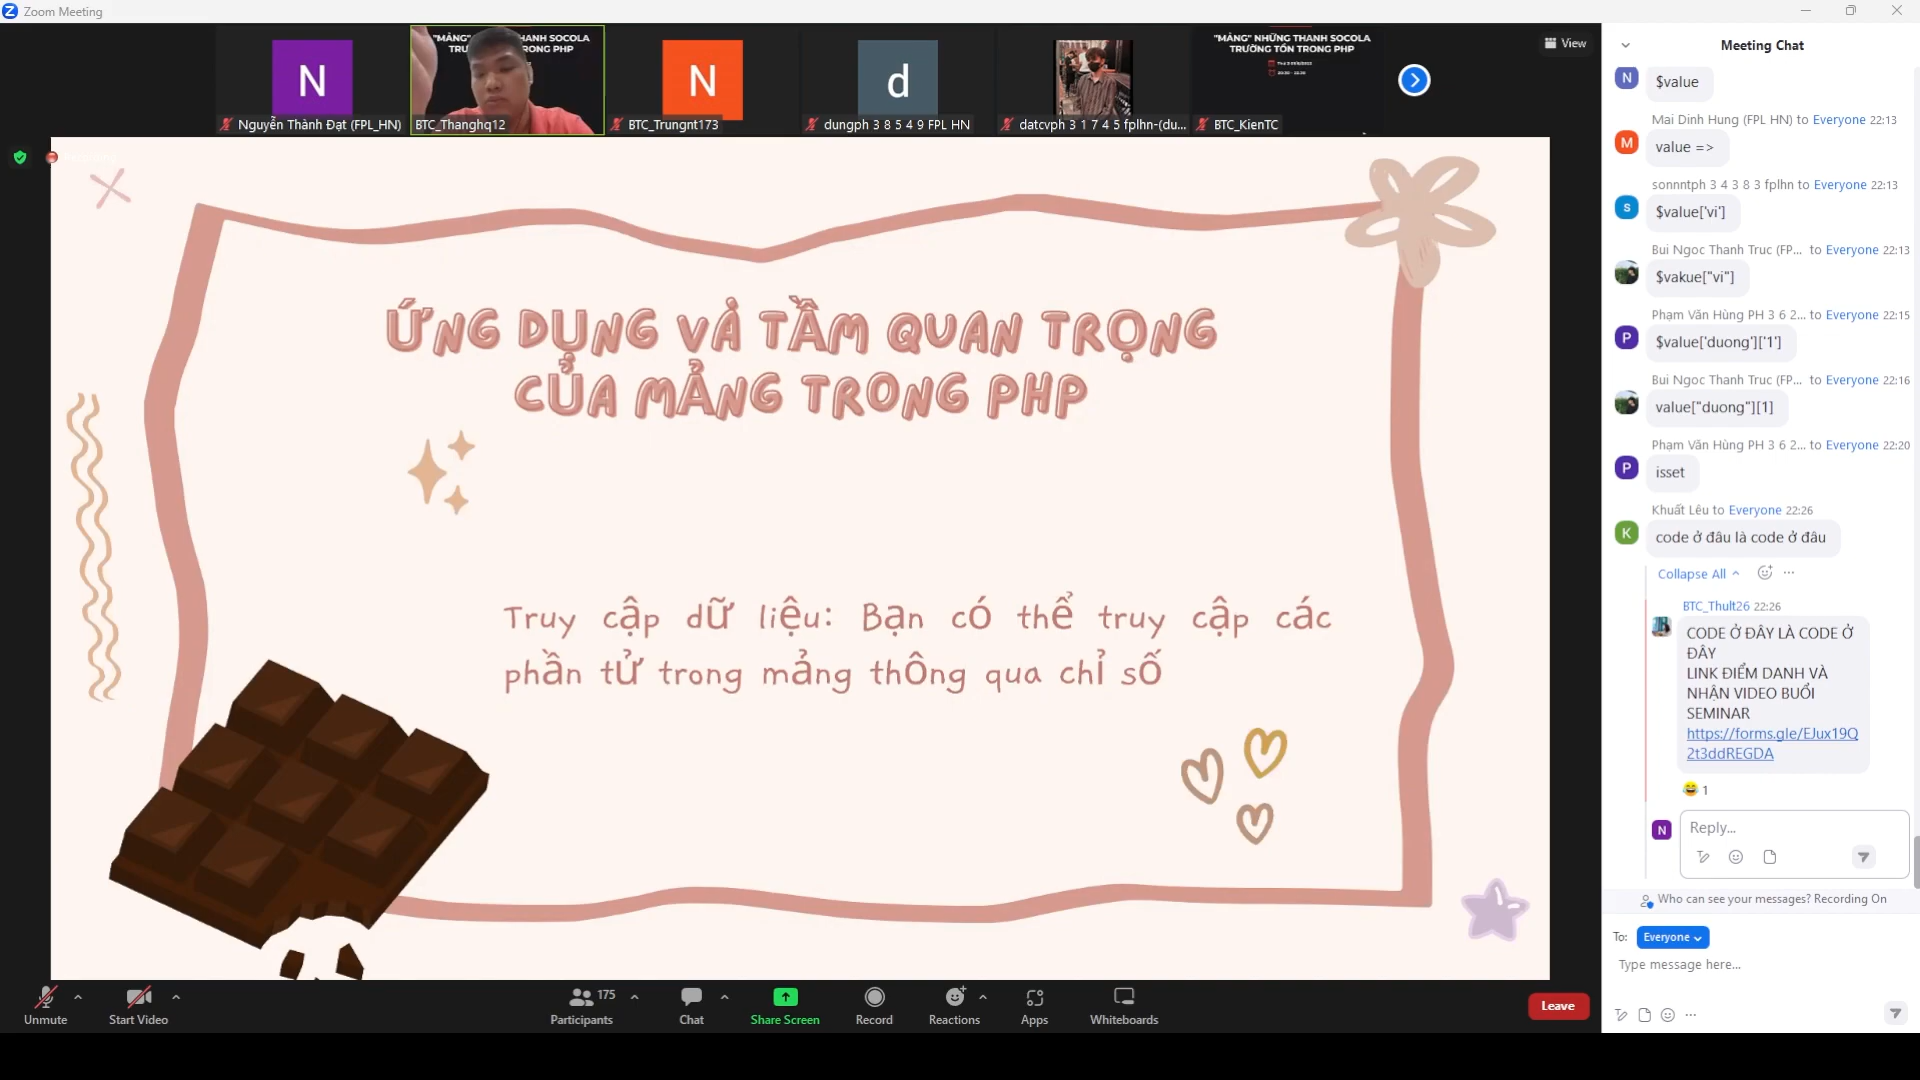 Zoom Meeting
"MẢNG" NHỮNG THANH SOCOLA
TRƯỜNG TỒN TRONG PHP
N
Nguyễn Thành Đạt (FPL_HN)
BTC_Thanghq12
N
BTC_Trungnt173
d
dungph 3 8 5 4 9 FPL HN
datcvph 3 1 7 4 5 fplhn-(du...
BTC_KienTC
View
ỨNG DỤNG VÀ TẦM QUAN TRỌNG
CỦA MẢNG TRONG PHP
Truy cập dữ liệu: Bạn có thể truy cập các
phần tử trong mảng thông qua chỉ số
Unmute
Start Video
Participants
175
Chat
Share Screen
Record
Reactions
Apps
Whiteboards
Leave
Meeting Chat
N
$value
Mai Dinh Hung (FPL HN) to Everyone 22:13
M
value =>
sonnntph 3 4 3 8 3 fplhn to Everyone 22:13
s
$value['vi']
Bui Ngoc Thanh Truc (FP... to Everyone 22:13
$vakue["vi"]
Phạm Văn Hùng PH 3 6 2... to Everyone 22:15
P
$value['duong']['1']
Bui Ngoc Thanh Truc (FP... to Everyone 22:16
value["duong"][1]
Phạm Văn Hùng PH 3 6 2... to Everyone 22:20
P
isset
Khuất Lêu to Everyone 22:26
K
code ở đâu là code ở đâu
Collapse All
BTC_Thult26 22:26
CODE Ở ĐÂY LÀ CODE Ở
ĐÂY
LINK ĐIỂM DANH VÀ
NHẬN VIDEO BUỔI
SEMINAR
https://forms.gle/EJux19Q
2t3ddREGDA
1
N
Reply...
Who can see your messages? Recording On
To: Everyone
Type message here...